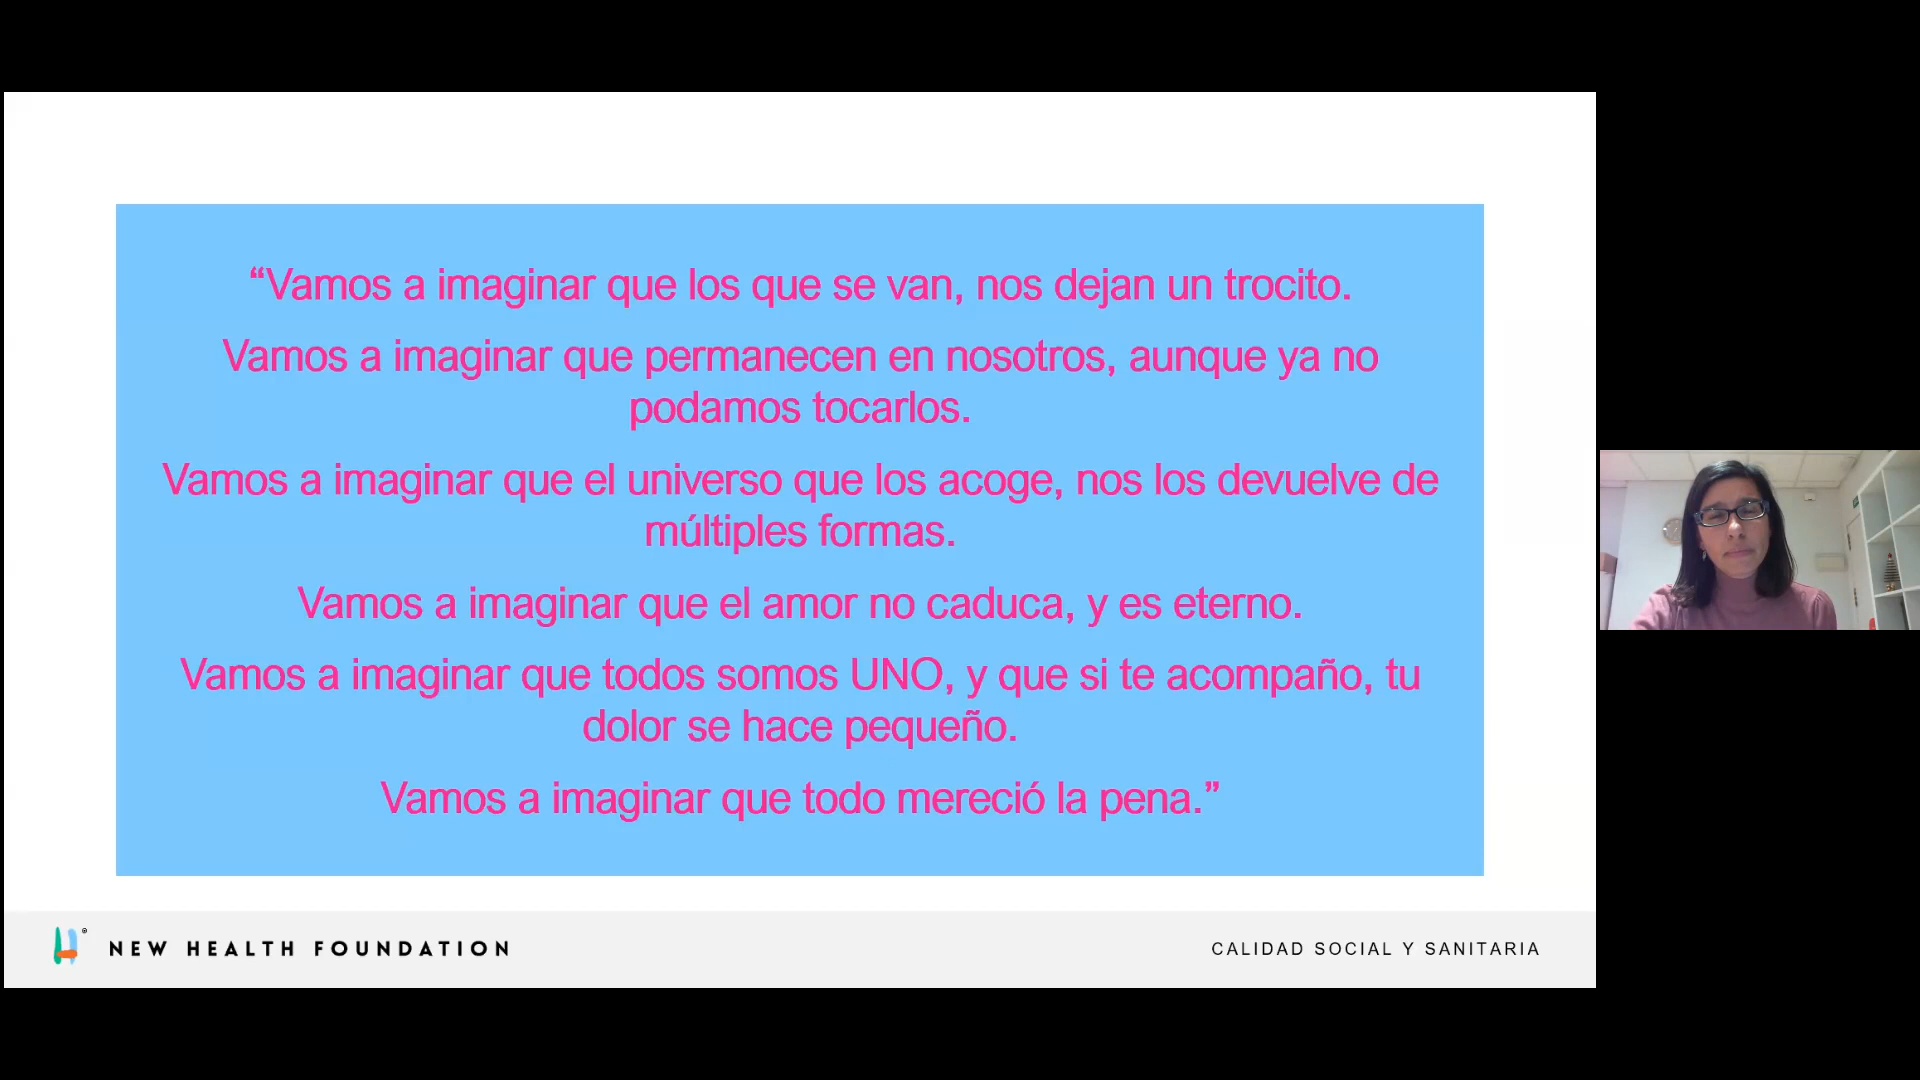 “Vamos a imaginar que los que se van, nos dejan un trocito.
Vamos a imaginar que permanecen en nosotros, aunque ya no
podamos tocarlos.
Vamos a imaginar que el universo que los acoge, nos los devuelve de
múltiples formas.
Vamos a imaginar que el amor no caduca, y es eterno.
Vamos a imaginar que todos somos UNO, y que si te acompaño, tu
dolor se hace pequeño.
Vamos a imaginar que todo mereció la pena.”
NEW HEALTH FOUNDATION
CALIDAD SOCIAL Y SANITARIA